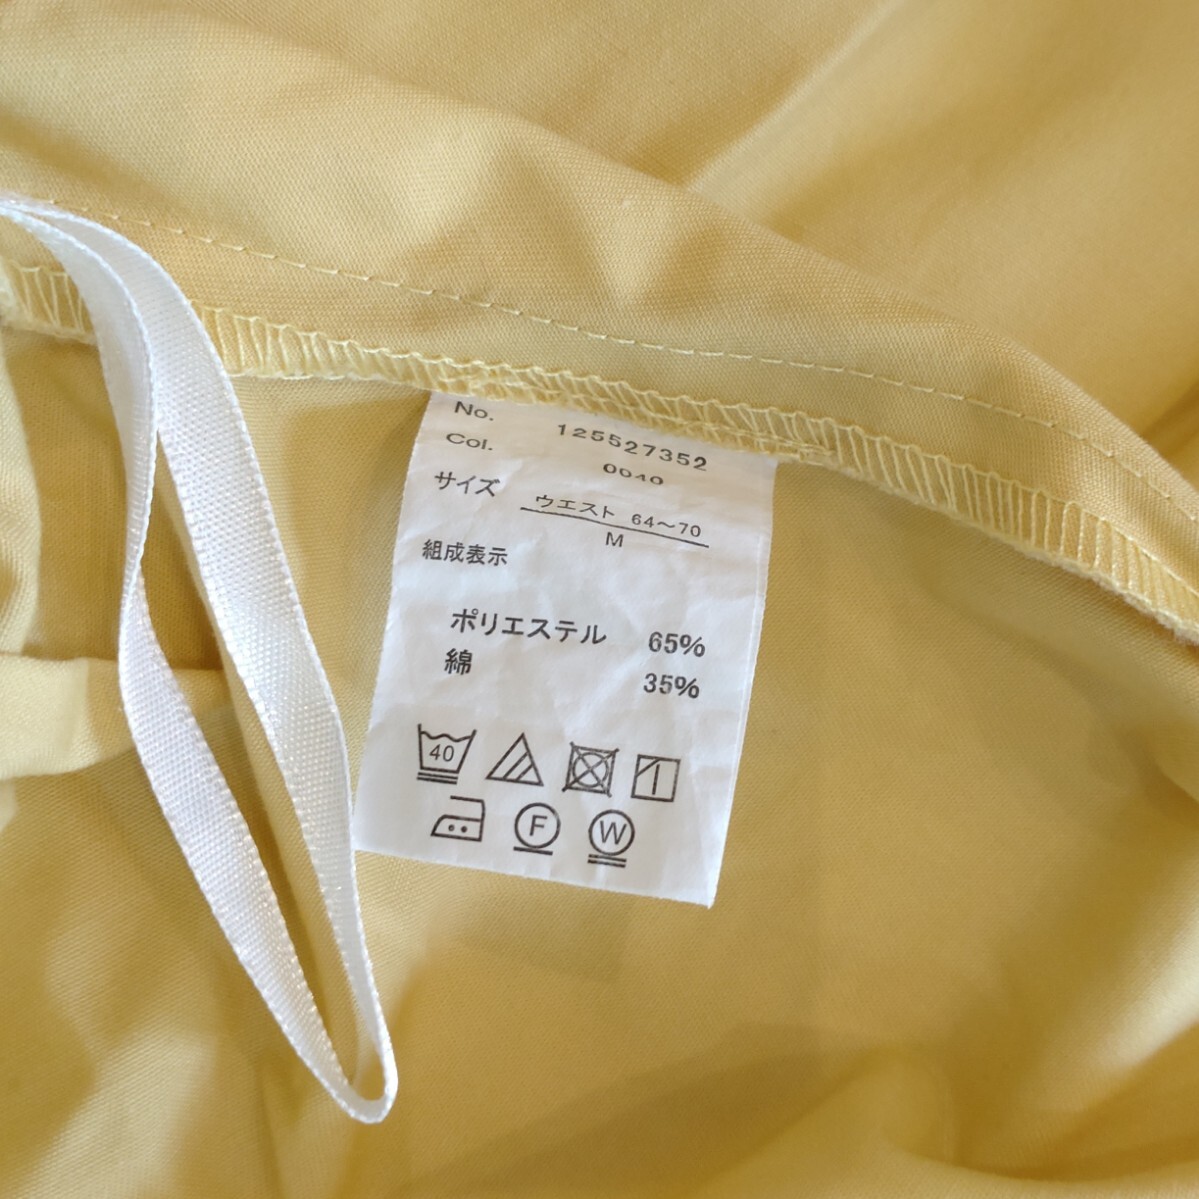 No. 125527352
Col. 0040
サイズ ウエスト 64〜70
M
組成表示
ポリエステル 65%
綿 35%
40
F W